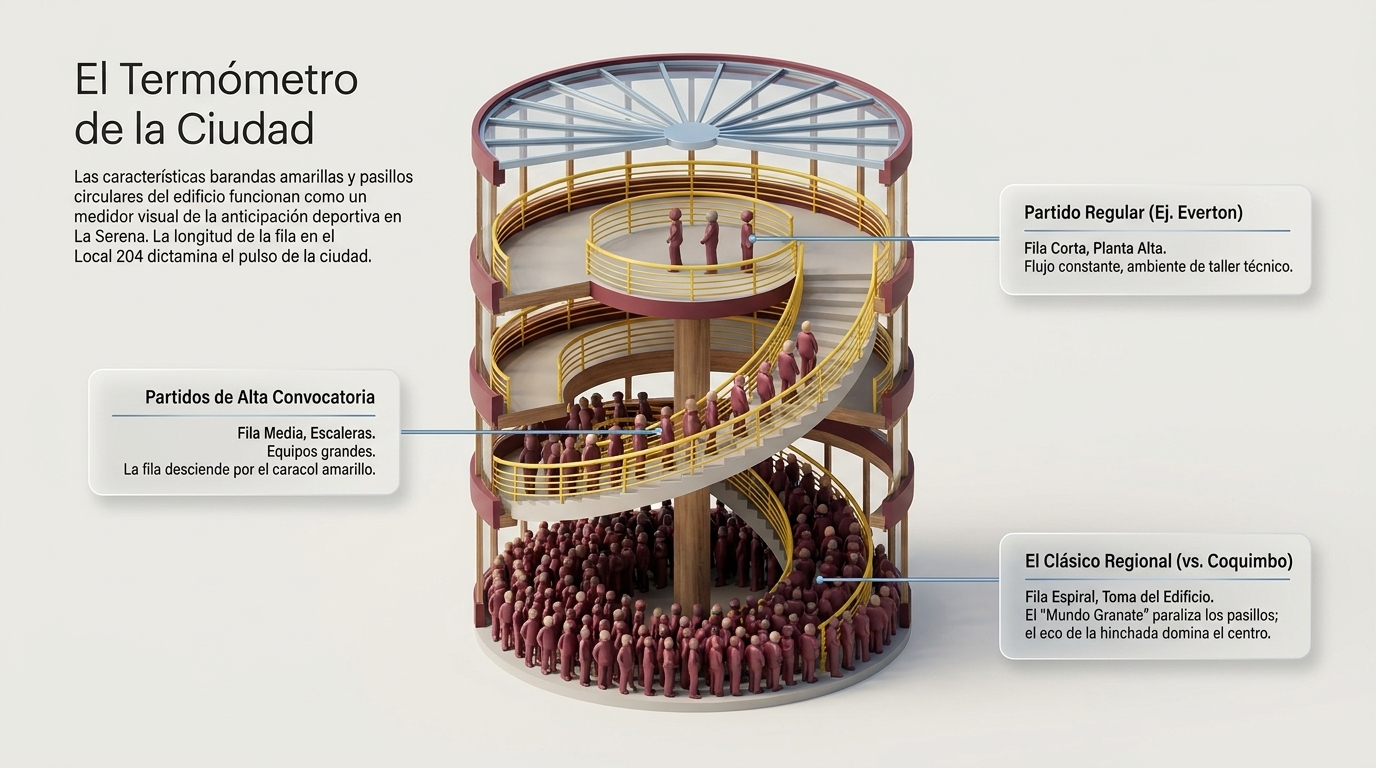 El Termómetro
de la Ciudad
Las características barandas amarillas y pasillos
circulares del edificio funcionan como un
medidor visual de la anticipación deportiva en
La Serena. La longitud de la fila en el
Local 204 dictamina el pulso de la ciudad.
Partido Regular (Ej. Everton)
Fila Corta, Planta Alta.
Flujo constante, ambiente de taller técnico.
Partidos de Alta Convocatoria
Fila Media, Escaleras.
Equipos grandes.
La fila desciende por el caracol amarillo.
El Clásico Regional (vs. Coquimbo)
Fila Espiral, Toma del Edificio.
El "Mundo Granate" paraliza los pasillos;
el eco de la hinchada domina el centro.